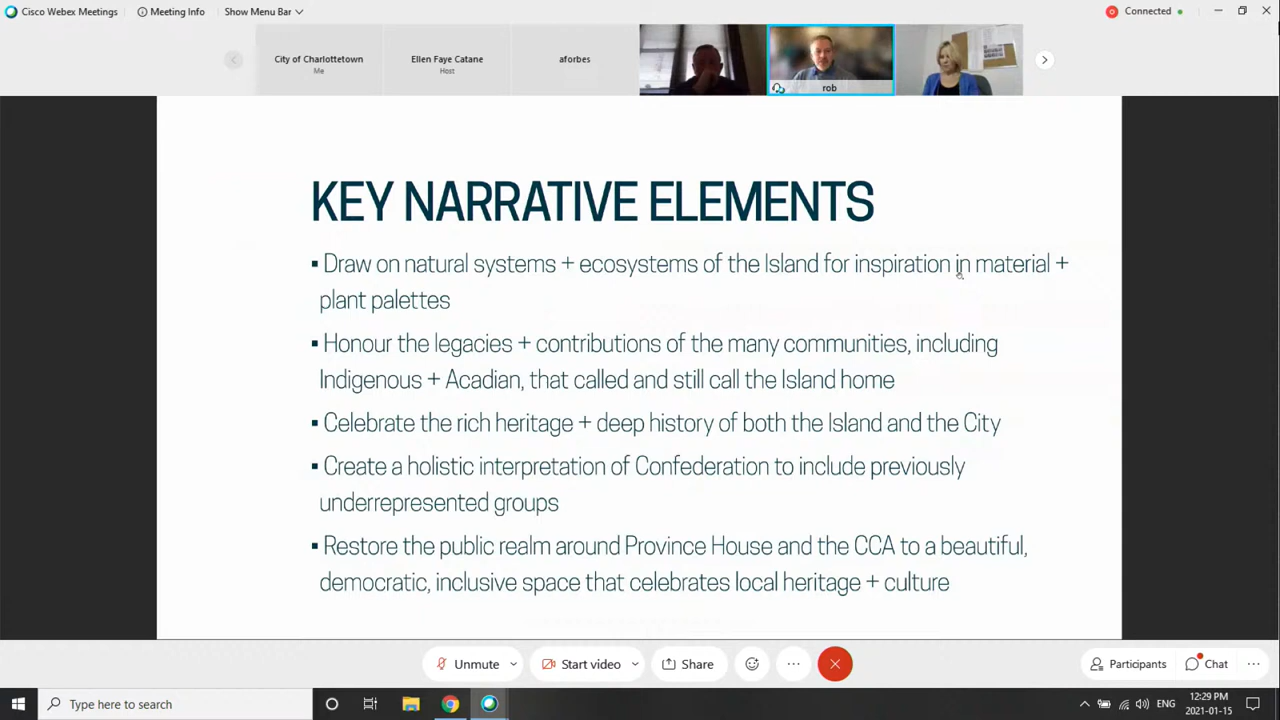 Cisco Webex Meetings
Meeting Info
Show Menu Bar
Connected
City of Charlottetown
Me
Ellen Faye Catane
Host
aforbes
rob
KEY NARRATIVE ELEMENTS
▪ Draw on natural systems + ecosystems of the Island for inspiration in material +
plant palettes
▪ Honour the legacies + contributions of the many communities, including
Indigenous + Acadian, that called and still call the Island home
▪ Celebrate the rich heritage + deep history of both the Island and the City
▪ Create a holistic interpretation of Confederation to include previously
underrepresented groups
▪ Restore the public realm around Province House and the CCA to a beautiful,
democratic, inclusive space that celebrates local heritage + culture
Unmute
Start video
Share
Participants
Chat
Type here to search
ENG
12:29 PM
2021-01-15